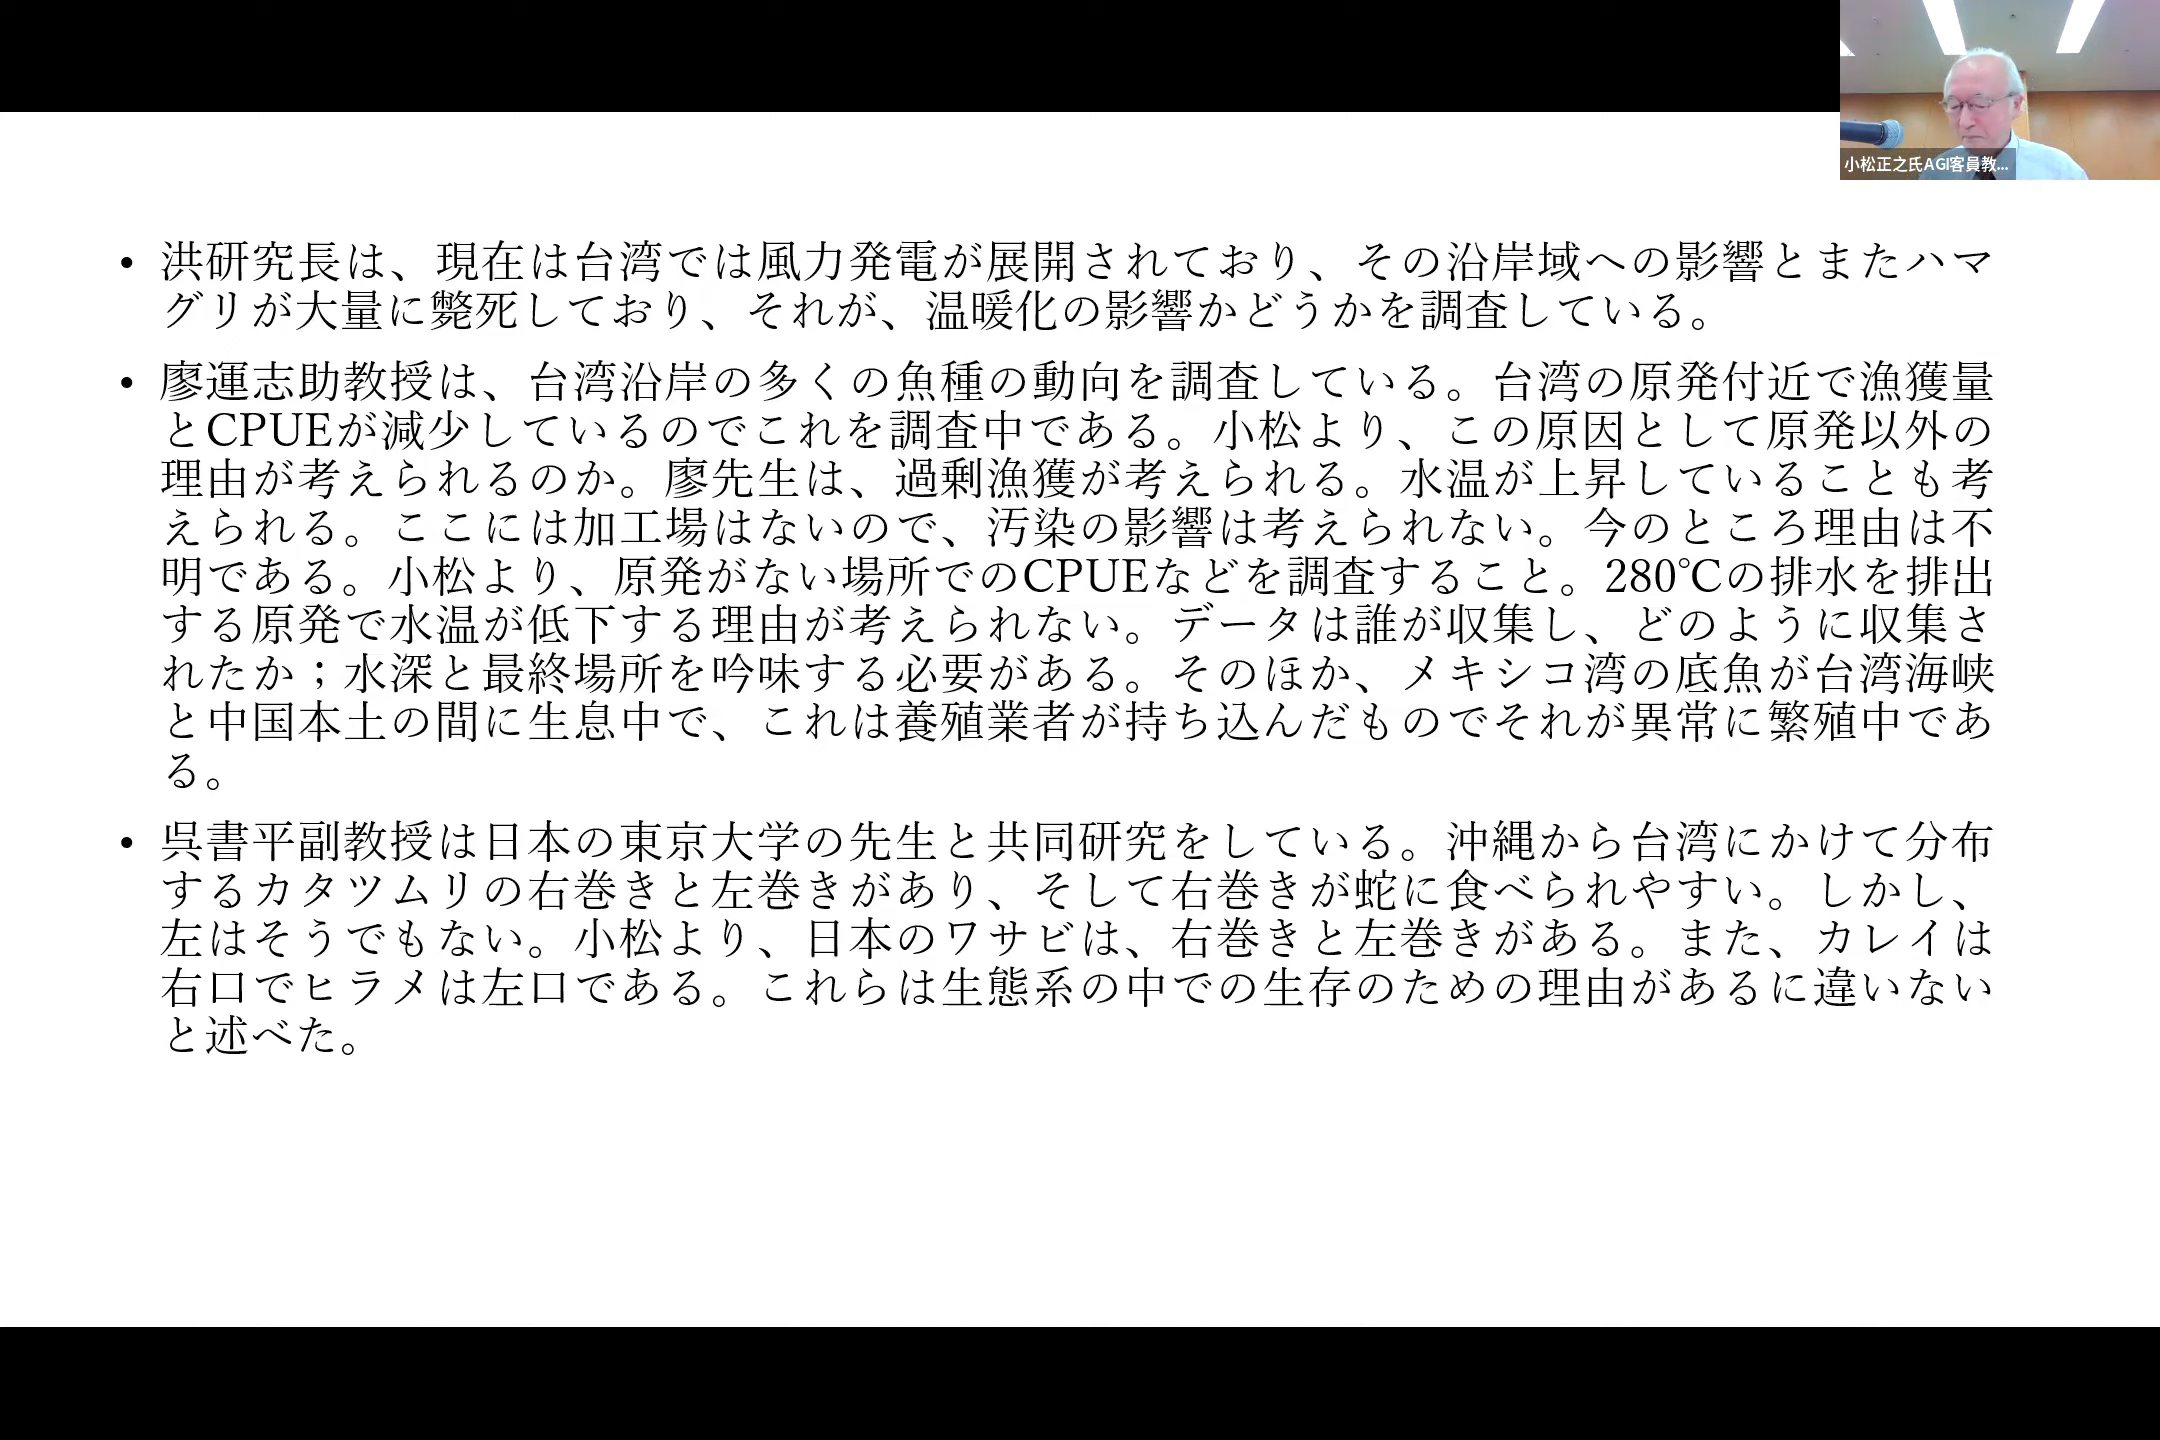 小松正之氏AGI客員教...
・洪研究長は、現在は台湾では風力発電が展開されており、その沿岸域への影響とまたハマ
グリが大量に斃死しており、それが、温暖化の影響かどうかを調査している。
・廖運志助教授は、台湾沿岸の多くの魚種の動向を調査している。台湾の原発付近で漁獲量
とCPUEが減少しているのでこれを調査中である。小松より、この原因として原発以外の
理由が考えられるのか。廖先生は、過剰漁獲が考えられる。水温が上昇していることも考
えられる。ここには加工場はないので、汚染の影響は考えられない。今のところ理由は不
明である。小松より、原発がない場所でのCPUEなどを調査すること。280℃の排水を排出
する原発で水温が低下する理由が考えられない。データは誰が収集し、どのように収集さ
れたか；水深と最終場所を吟味する必要がある。そのほか、メキシコ湾の底魚が台湾海峡
と中国本土の間に生息中で、これは養殖業者が持ち込んだものでそれが異常に繁殖中であ
る。
・呉書平副教授は日本の東京大学の先生と共同研究をしている。沖縄から台湾にかけて分布
するカタツムリの右巻きと左巻きがあり、そして右巻きが蛇に食べられやすい。しかし、
左はそうでもない。小松より、日本のワサビは、右巻きと左巻きがある。また、カレイは
右口でヒラメは左口である。これらは生態系の中での生存のための理由があるに違いない
と述べた。